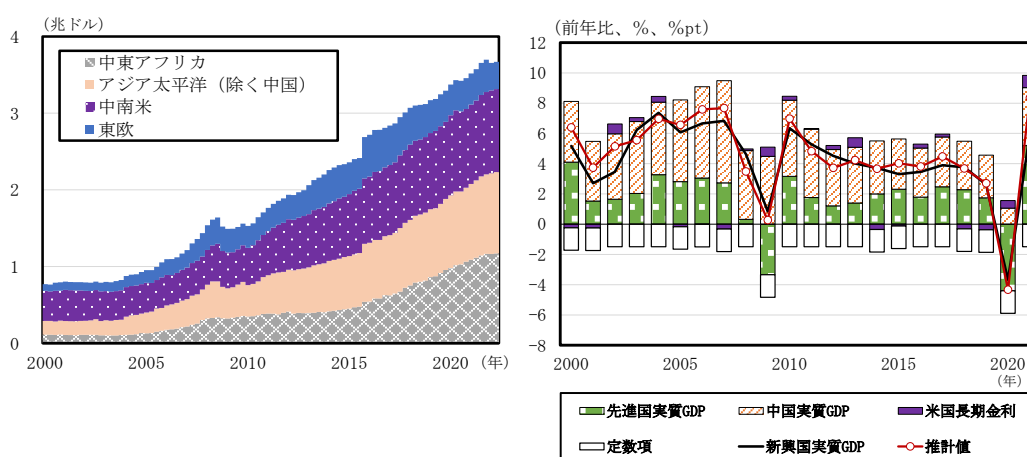 (兆ドル)
4
3
2
1
0
中東アフリカ
アジア太平洋（除く中国）
中南米
東欧
2000
2005
2010
2015
2020
(年)
(前年比、%、%pt)
12
10
8
6
4
2
0
−2
−4
−6
−8
2000
2005
2010
2015
2020
(年)
先進国実質GDP 中国実質GDP 米国長期金利
定数項 新興国実質GDP 推計値